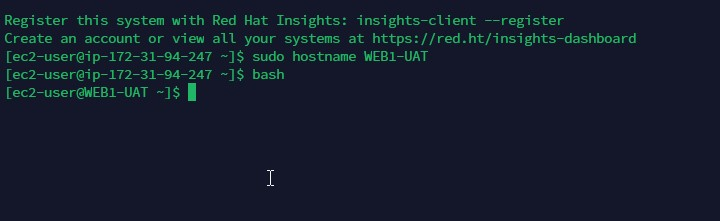 Register this system with Red Hat Insights: insights-client --register
Create an account or view all your systems at https://red.ht/insights-dashboard
[ec2-user@ip-172-31-94-247 ~]$ sudo hostname WEB1-UAT
[ec2-user@ip-172-31-94-247 ~]$ bash
[ec2-user@WEB1-UAT ~]$